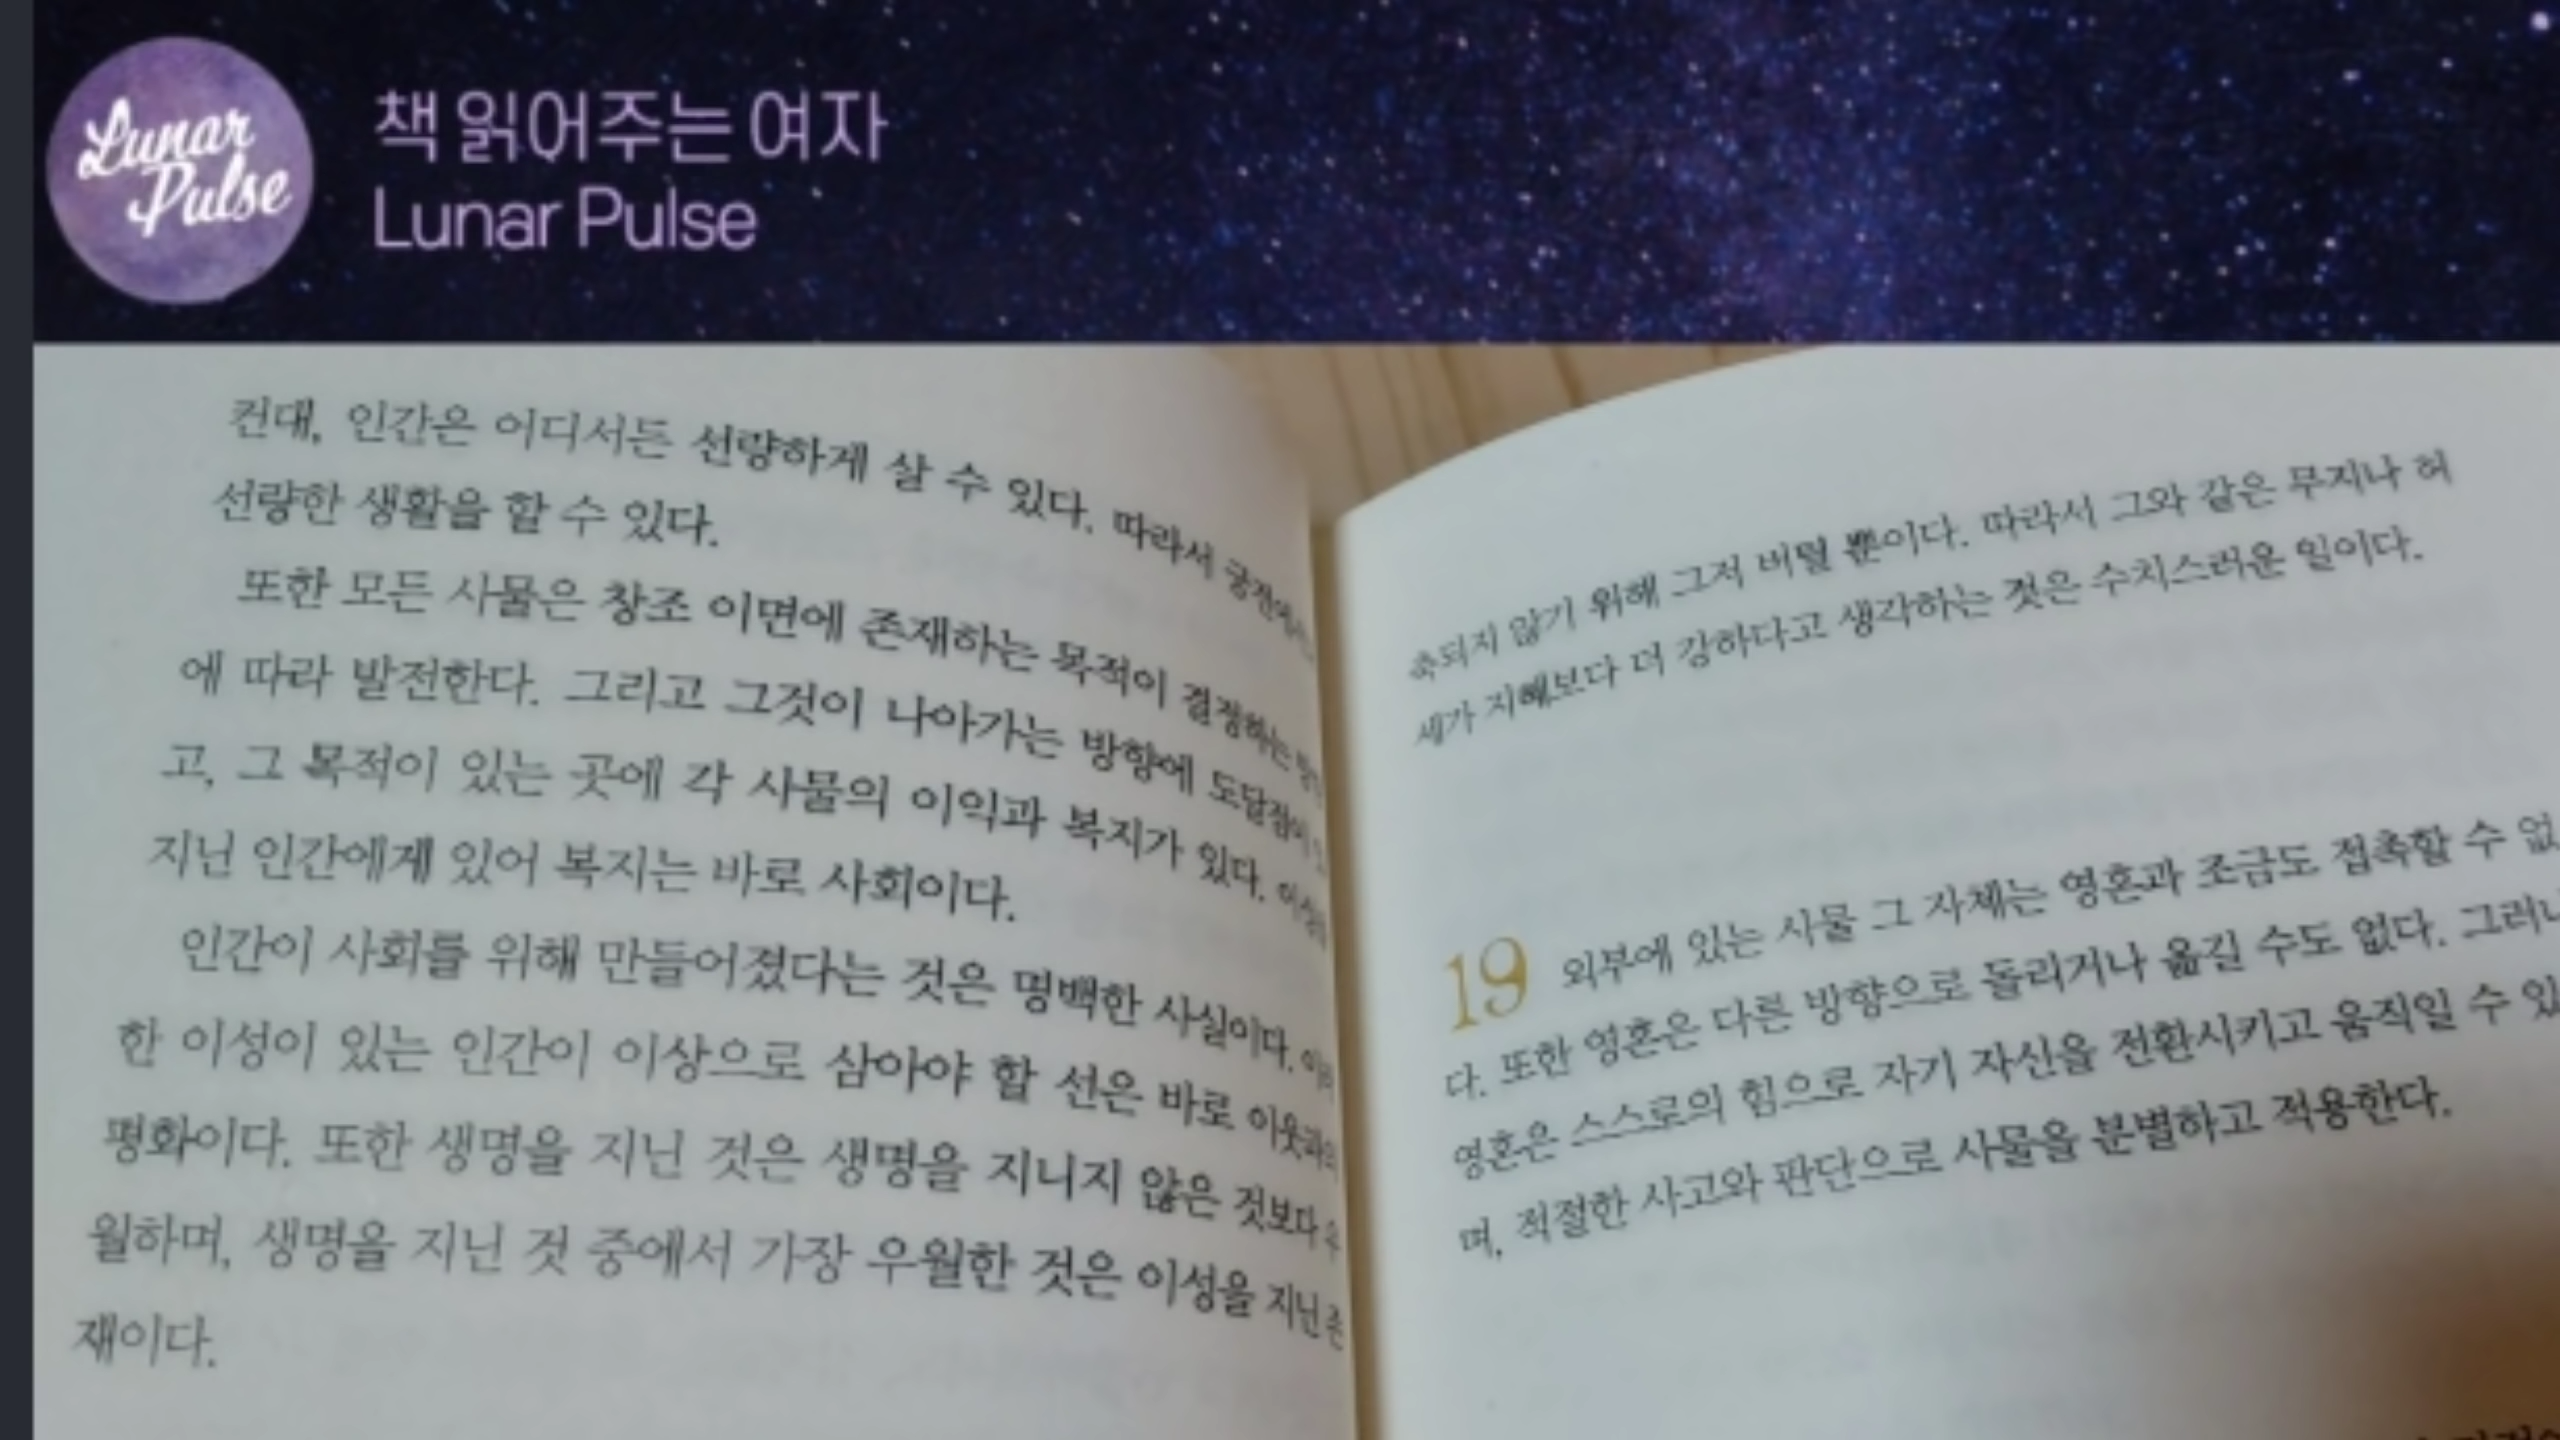 Lunar
Pulse
책 읽어주는 여자
Lunar Pulse
컨대, 인간은 어디서든 선량하게 살 수 있다. 따라서
선량한 생활을 할 수 있다.
또한 모든 사물은 창조 이면에 존재하는 목적이 결정하는
에 따라 발전한다. 그리고 그것이 나아가는 방향에 도달점이
고, 그 목적이 있는 곳에 각 사물의 이익과 복지가 있다.
지닌 인간에게 있어 복지는 바로 사회이다.
인간이 사회를 위해 만들어졌다는 것은 명백한 사실이다.
한 이성이 있는 인간이 이상으로 삼아야 할 선은 바로 이웃과의
평화이다. 또한 생명을 지닌 것은 생명을 지니지 않은 것보다
월하며, 생명을 지닌 것 중에서 가장 우월한 것은 이성을 지닌 존
재이다.
축되지 않기 위해 그저 버텰 뿐이다. 따라서 그와 같은 무지나 허
세가 지혜보다 더 강하다고 생각하는 것은 수치스러운 일이다.
19 외부에 있는 사물 그 자체는 영혼과 조금도 접촉할 수 없
다. 또한 영혼은 다른 방향으로 돌리거나 옮길 수도 없다. 그러나
영혼은 스스로의 힘으로 자기 자신을 전환시키고 움직일 수 있
며, 적절한 사고와 판단으로 사물을 분별하고 적용한다.